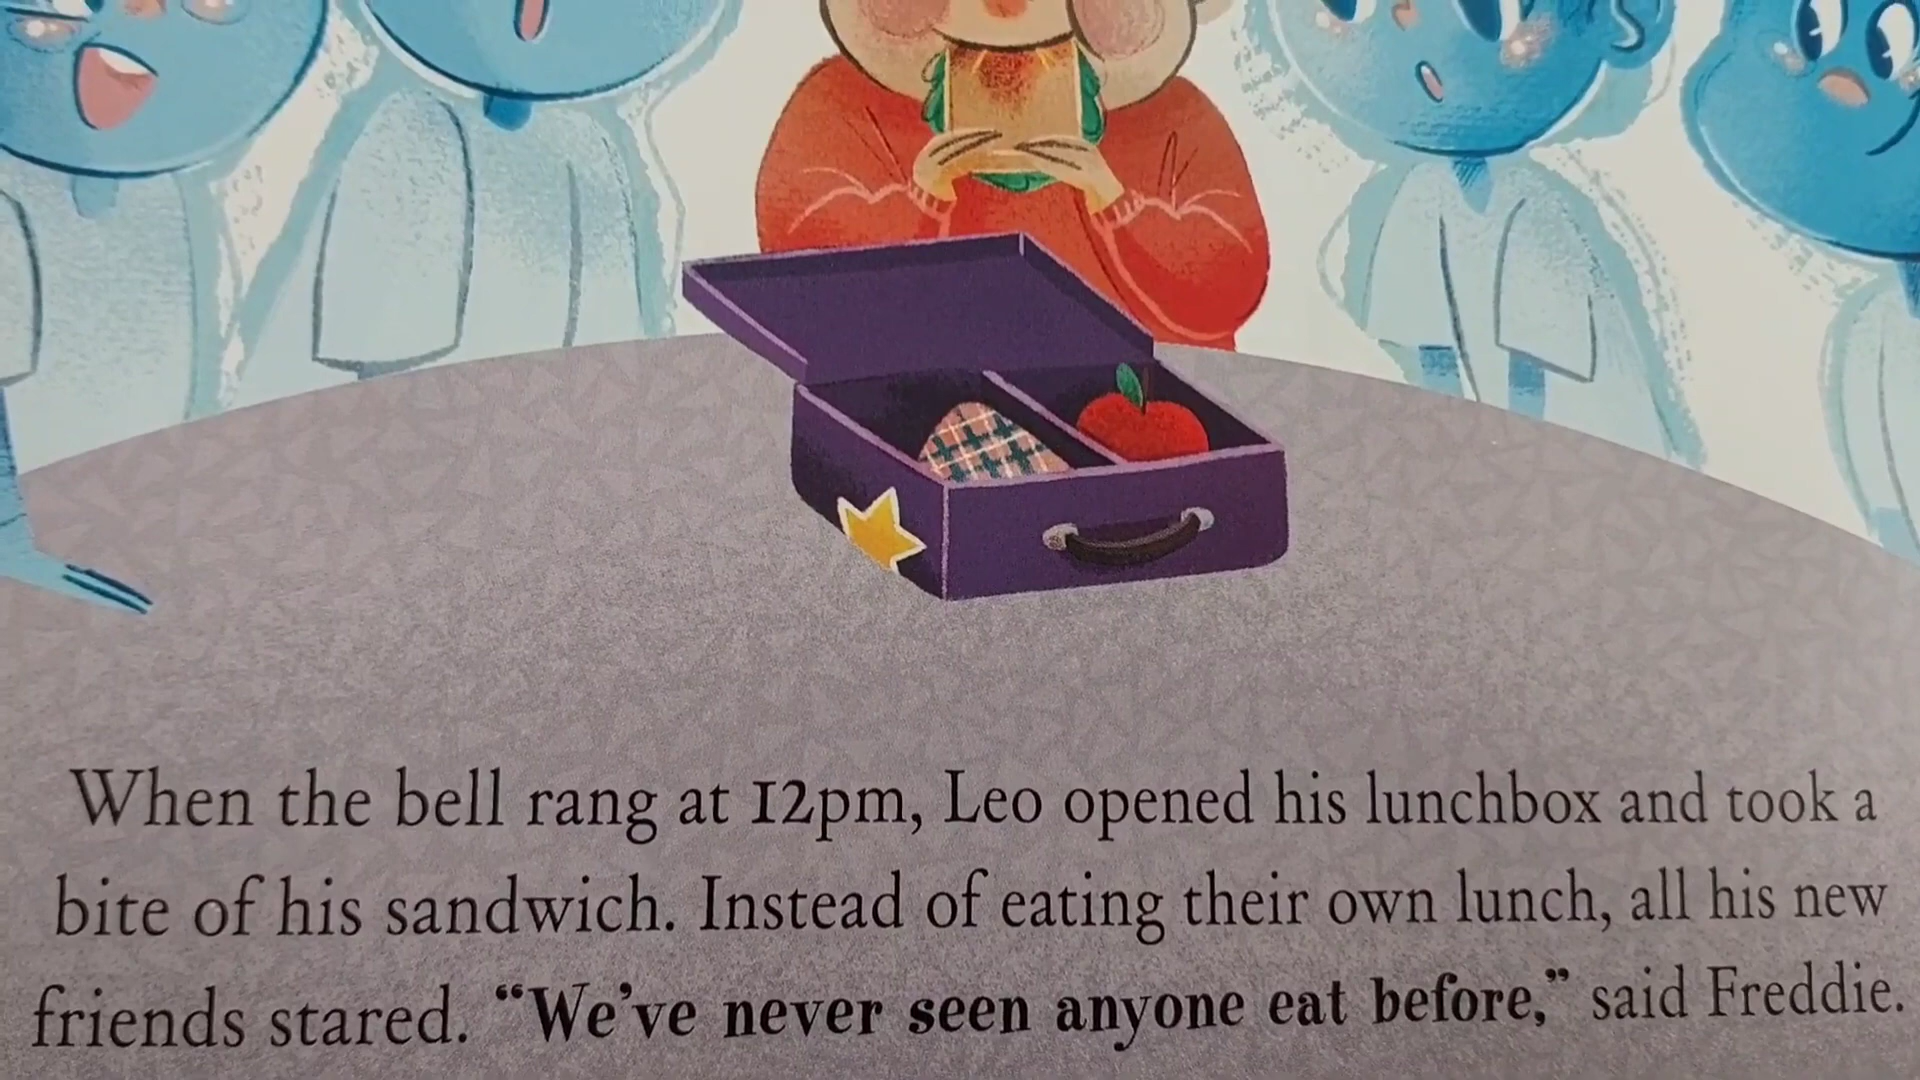 When the bell rang at 12pm, Leo opened his lunchbox and took a
bite of his sandwich. Instead of eating their own lunch, all his new
friends stared. “We’ve never seen anyone eat before,” said Freddie.